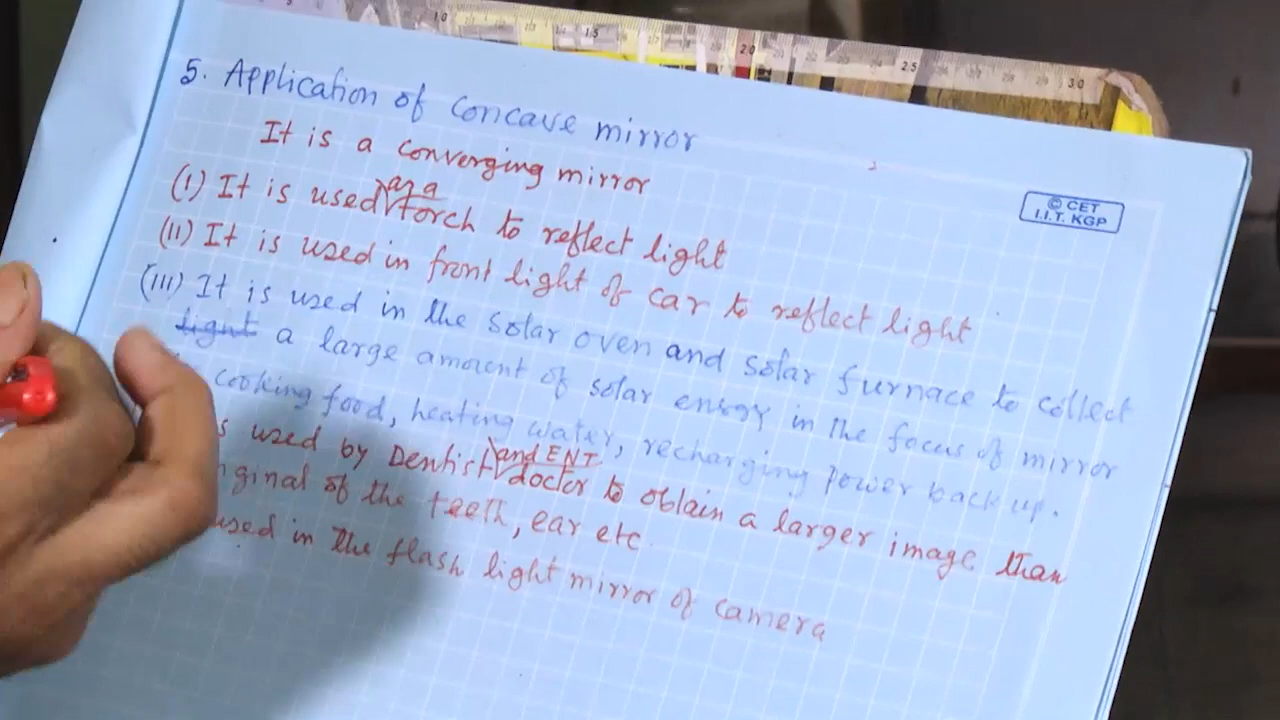 5. Application of Concave mirror
It is a converging mirror
(I) It is used as a torch to reflect light
(II) It is used in front light of car to reflect light
(III) It is used in the solar oven and solar furnace to collect
light a large amount of solar energy in the focus of mirror
cooking food, heating water, recharging power back up.
s used by Dentist and ENT doctor to obtain a larger image than
ginal of the teeth, ear etc.
used in the flash light mirror of camera
© CET
I.I.T. KGP
10 15 20 25 30